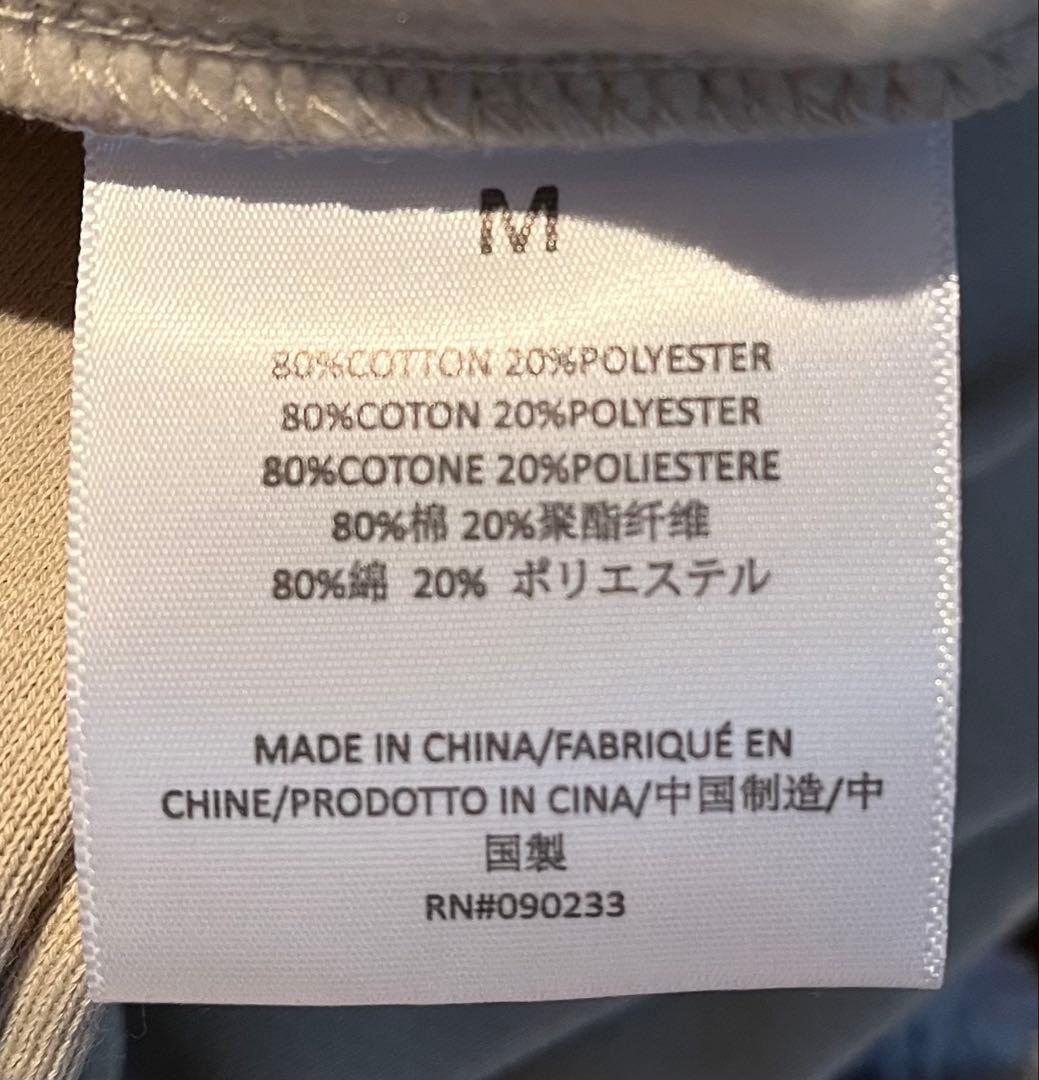 M
80%COTTON 20%POLYESTER
80%COTON 20%POLYESTER
80%COTONE 20%POLIESTERE
80%棉 20%聚酯纤维
80%綿 20% ポリエステル
MADE IN CHINA/FABRIQUÉ EN
CHINE/PRODOTTO IN CINA/中国制造/中
国製
RN#090233